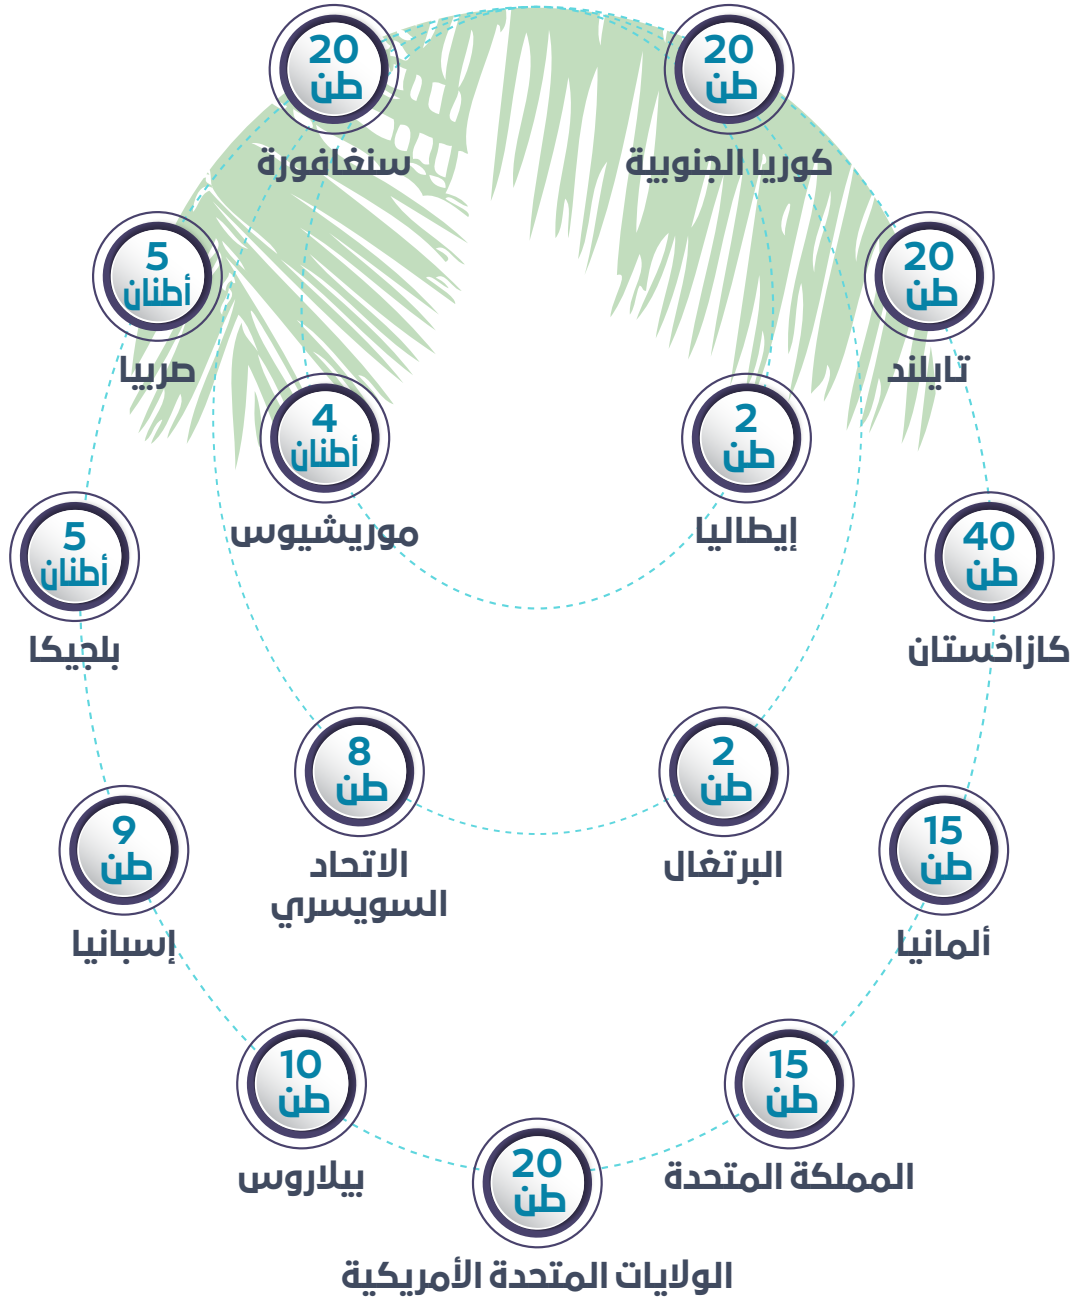 20
طن
كوريا الجنوبية
20
طن
سنغافورة
20
طن
تايلند
5
أطنان
صربيا
2
طن
إيطاليا
4
أطنان
موريشيوس
40
طن
كازاخستان
5
أطنان
بلجيكا
2
طن
البرتغال
8
طن
الاتحاد
السويسري
15
طن
ألمانيا
9
طن
إسبانيا
15
طن
المملكة المتحدة
10
طن
بيلاروس
20
طن
الولايات المتحدة الأمريكية